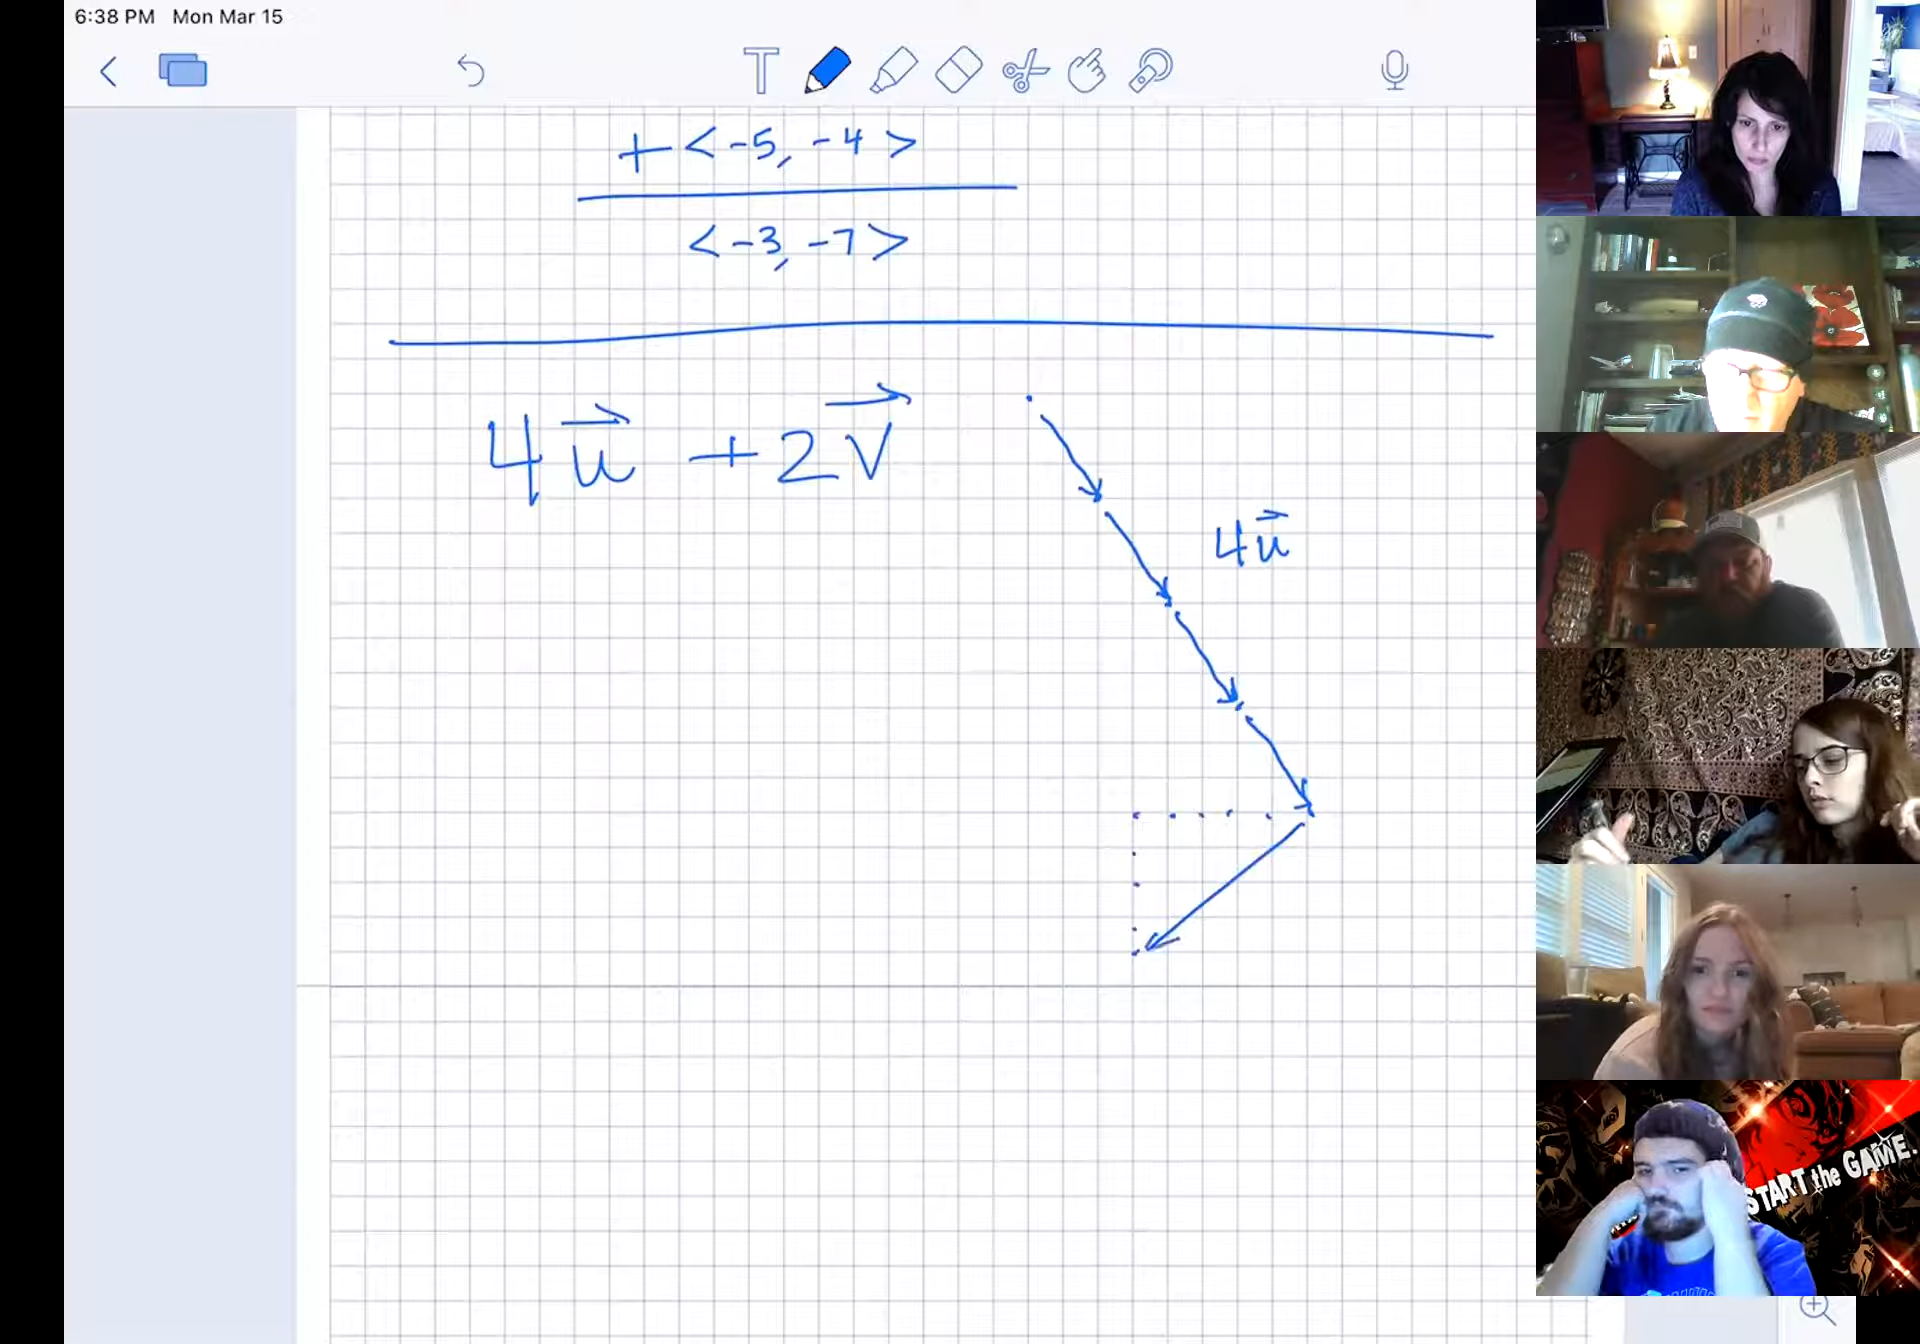 6:38 PM Mon Mar 15
T
+ < -5, -4 >
< -3, -7 >
4u⃗ + 2v⃗
4u⃗
START the GAME.